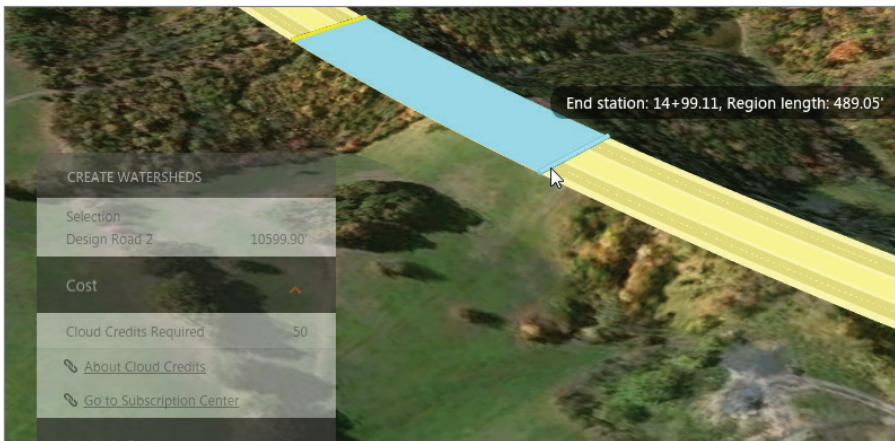 End station: 14+99.11, Region length: 489.05'
CREATE WATERSHEDS
Selection
Design Road 2 10599.90'
Cost
Cloud Credits Required 50
About Cloud Credits
Go to Subscription Center